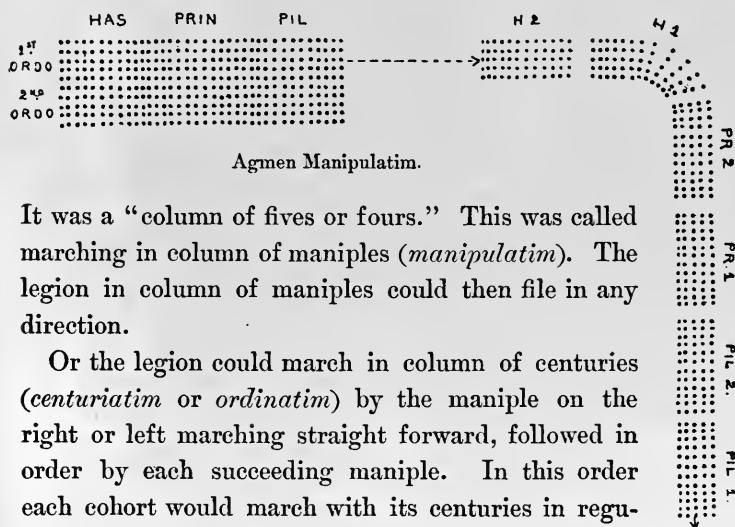 HAS PRIN PIL
1ST
ORDO
2ND
ORDO
H 2
H 1
PR 2
PR. 1
PIL 2.
PIL 1.
Agmen Manipulatim.
It was a “column of fives or fours.” This was called
marching in column of maniples (manipulatim). The
legion in column of maniples could then file in any
direction.
Or the legion could march in column of centuries
(centuriatim or ordinatim) by the maniple on the
right or left marching straight forward, followed in
order by each succeeding maniple. In this order
each cohort would march with its centuries in regu-